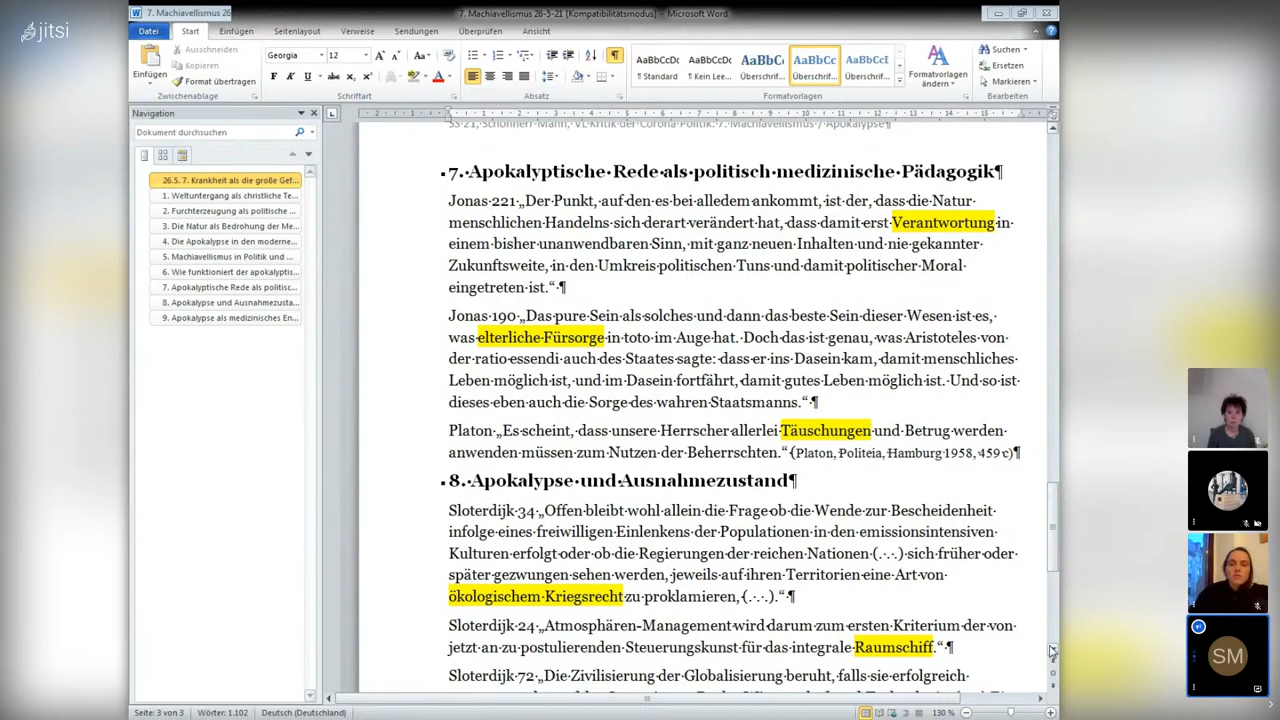 jitsi
7. Machiavellismus 26
7. Machiavellismus 26-5-21 [Kompatibilitätsmodus] - Microsoft Word
Datei Start Einfügen Seitenlayout Verweise Sendungen Überprüfen Ansicht
Einfügen
Ausschneiden
Kopieren
Format übertragen
Zwischenablage
Georgia 12
F K U abc x₂ x²
Schriftart
Absatz
AaBbCcDc AaBbCcDc AaBbC AaBbCc AaBbCcI
¶ Standard ¶ Kein Lee... Überschrif... Überschrif... Überschrif...
Formatvorlagen ändern
Formatvorlagen
Suchen
Ersetzen
Markieren
Bearbeiten
Navigation
Dokument durchsuchen
26.5. 7. Krankheit als die große Gef...
1. Weltuntergang als christliche Te...
2. Furchterzeugung als politische ...
3. Die Natur als Bedrohung der Me...
4. Die Apokalypse in den moderne...
5. Machiavellismus in Politik und ...
6. Wie funktioniert der apokalyptis...
7. Apokalyptische Rede als politisc...
8. Apokalypse und Ausnahmezusta...
9. Apokalypse als medizinisches En...
SS 21, Schönherr-Mann, VL Kritik der Corona-Politik: 7. Machiavellismus / Apokalypse¶
7. Apokalyptische Rede als politisch medizinische Pädagogik¶
Jonas 221 „Der Punkt, auf den es bei alledem ankommt, ist der, dass die Natur
menschlichen Handelns sich derart verändert hat, dass damit erst Verantwortung in
einem bisher unanwendbaren Sinn, mit ganz neuen Inhalten und nie gekannter
Zukunftsweite, in den Umkreis politischen Tuns und damit politischer Moral
eingetreten ist.“ ¶
Jonas 190 „Das pure Sein als solches und dann das beste Sein dieser Wesen ist es,
was elterliche Fürsorge in toto im Auge hat. Doch das ist genau, was Aristoteles von
der ratio essendi auch des Staates sagte: dass er ins Dasein kam, damit menschliches
Leben möglich ist, und im Dasein fortfährt, damit gutes Leben möglich ist. Und so ist
dieses eben auch die Sorge des wahren Staatsmanns.“ ¶
Platon „Es scheint, dass unsere Herrscher allerlei Täuschungen und Betrug werden
anwenden müssen zum Nutzen der Beherrschten.“ (Platon, Politeia, Hamburg 1958, 459 c)¶
8. Apokalypse und Ausnahmezustand¶
Sloterdijk 34 „Offen bleibt wohl allein die Frage ob die Wende zur Bescheidenheit
infolge eines freiwilligen Einlenkens der Populationen in den emissionsintensiven
Kulturen erfolgt oder ob die Regierungen der reichen Nationen (. . .) sich früher oder
später gezwungen sehen werden, jeweils auf ihren Territorien eine Art von
ökologischem Kriegsrecht zu proklamieren, (. . .).“ ¶
Sloterdijk 24 „Atmosphären-Management wird darum zum ersten Kriterium der von
jetzt an zu postulierenden Steuerungskunst für das integrale Raumschiff.“ ¶
Sloterdijk 72 „Die Zivilisierung der Globalisierung beruht, falls sie erfolgreich
SM
Seite: 3 von 3 Wörter: 1.102 Deutsch (Deutschland) 130 %